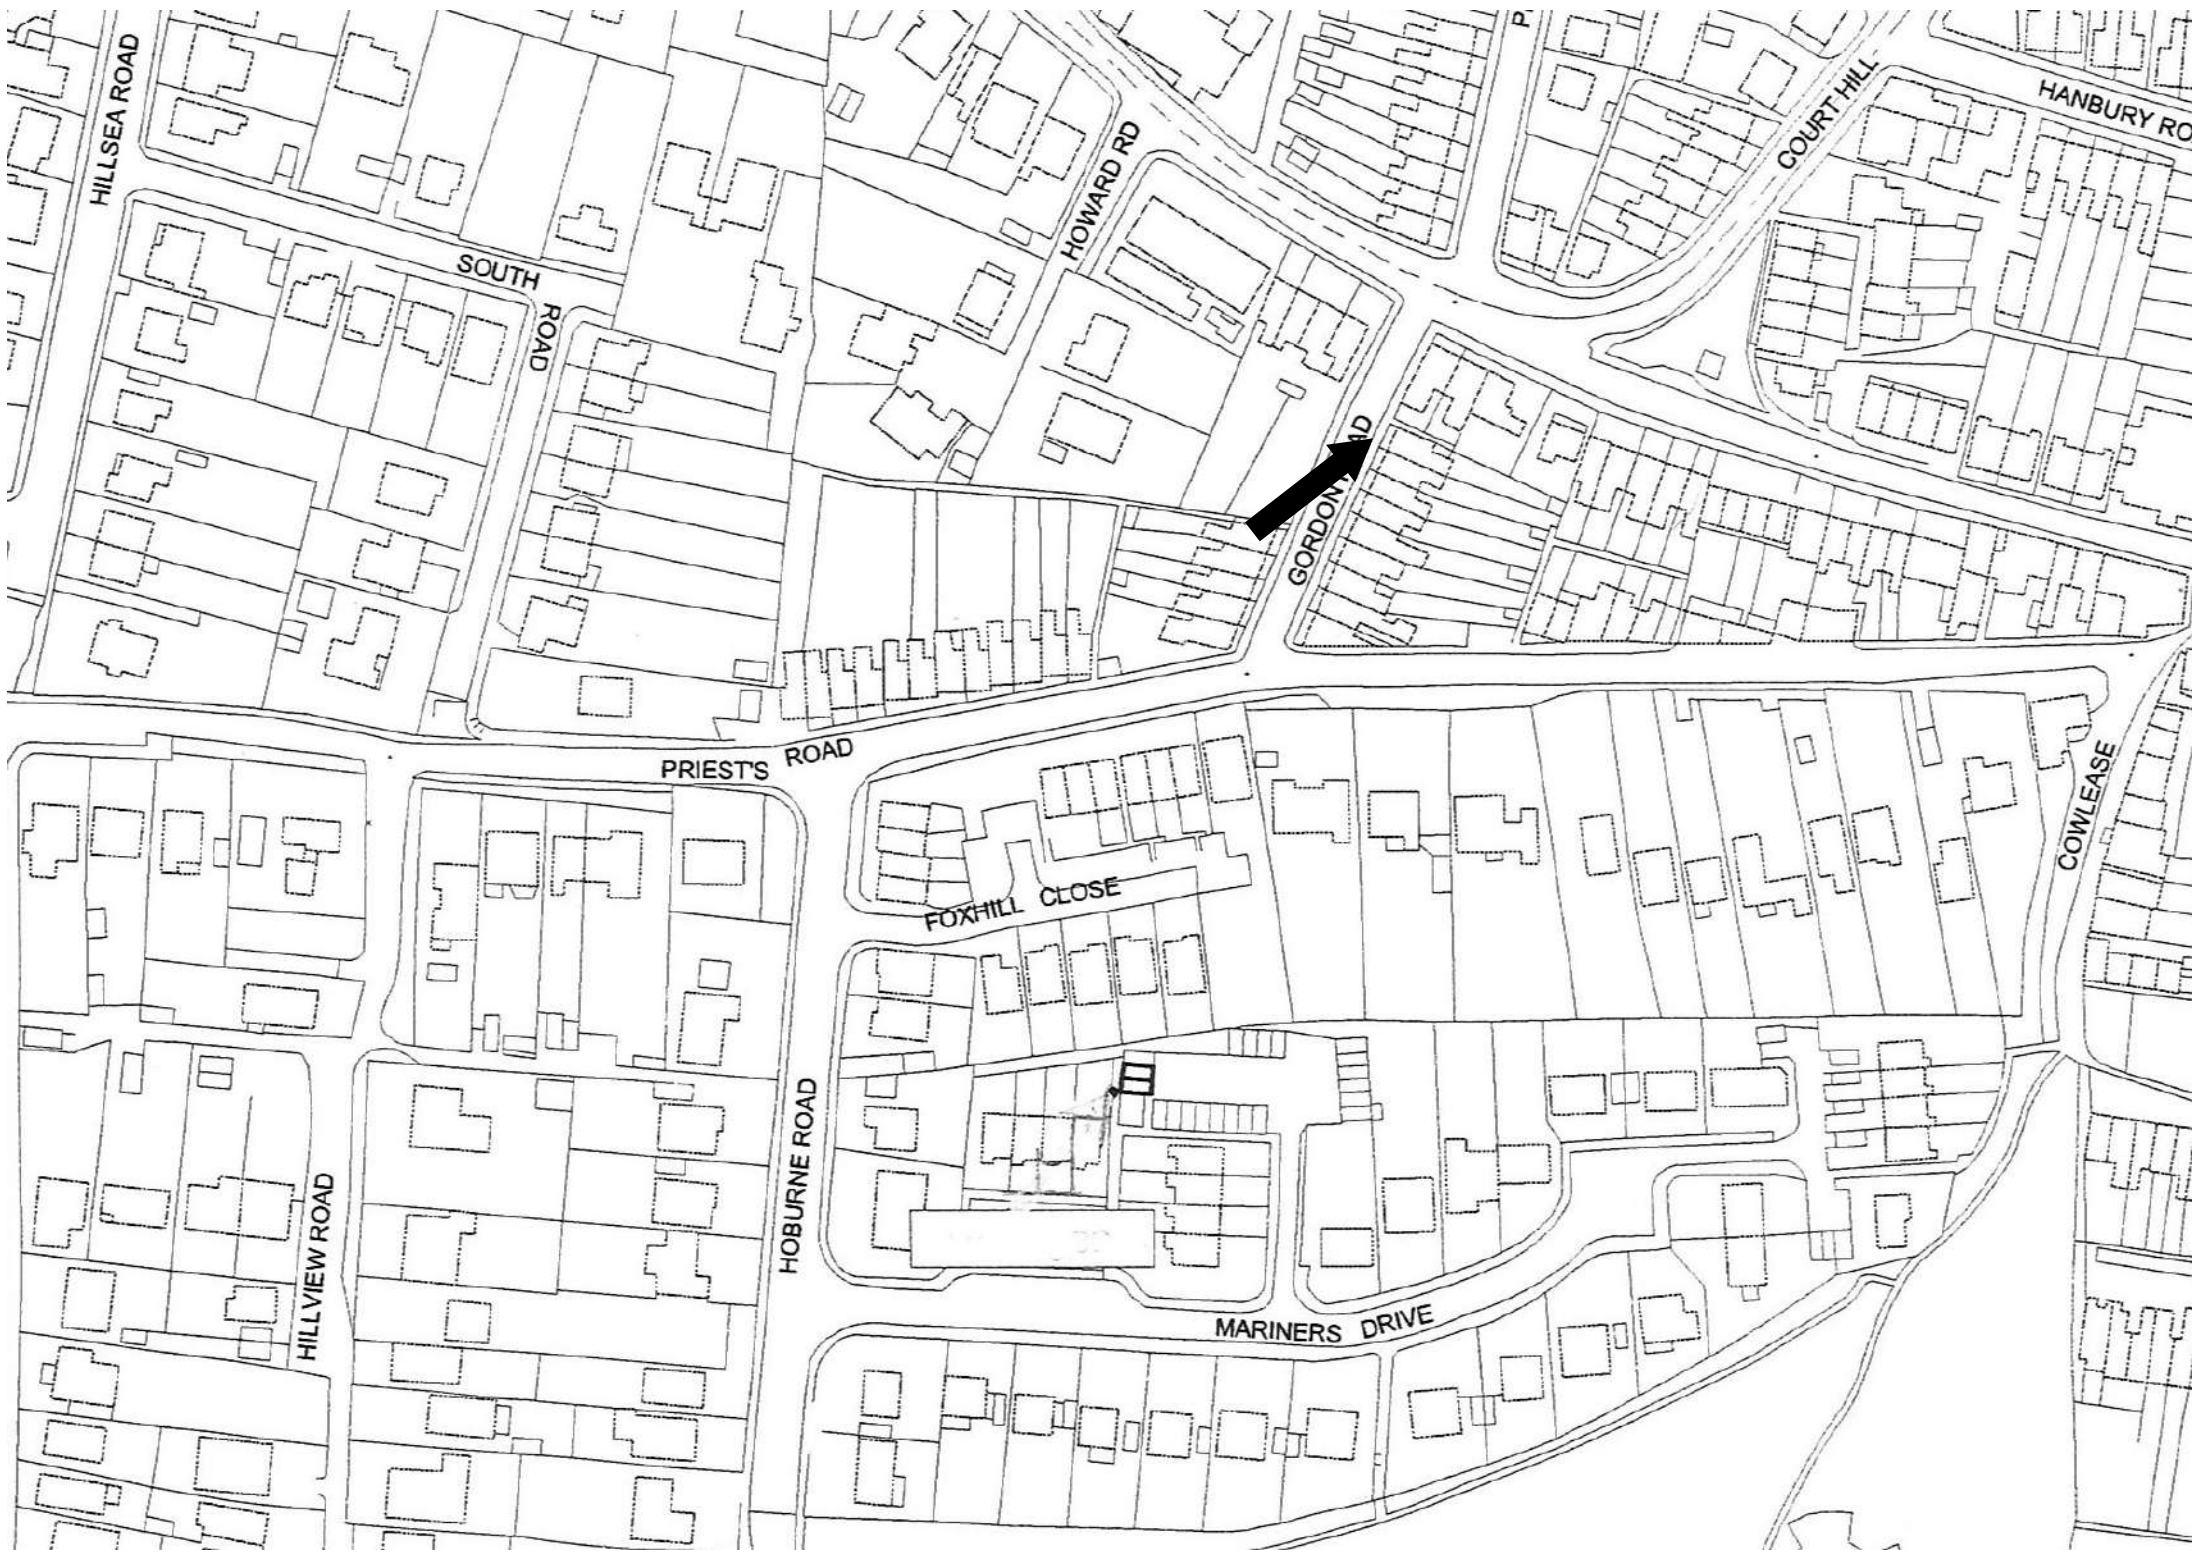 HILLSEA ROAD
SOUTH
ROAD
HOWARD RD
COURT HILL
HANBURY RO
GORDON
AD
PRIEST'S ROAD
FOXHILL CLOSE
COWLEASE
HOBURNE ROAD
HILLVIEW ROAD
MARINERS DRIVE